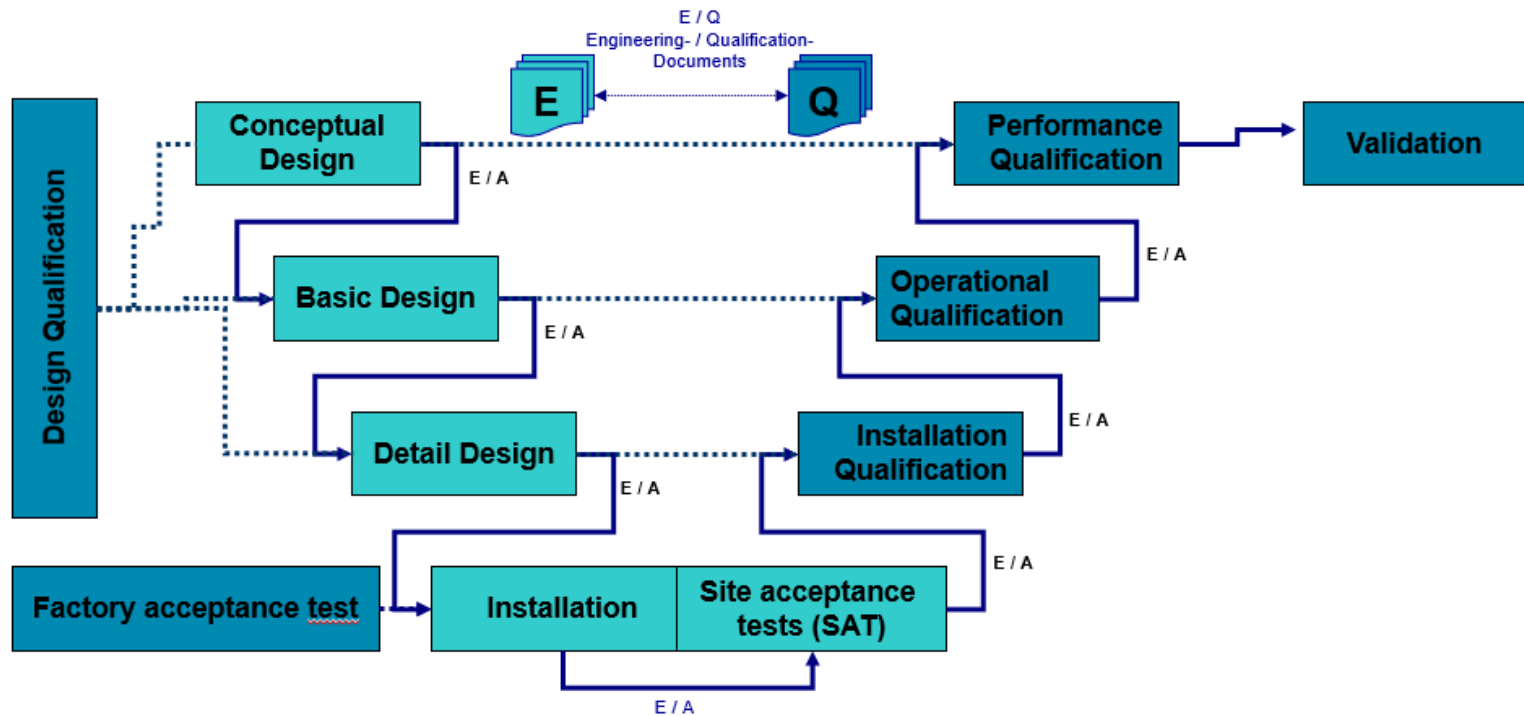 E / Q
Engineering- / Qualification-
Documents
E
Q
Conceptual
Design
Performance
Qualification
Validation
E / A
Design Qualification
Basic Design
Operational
Qualification
E / A
E / A
Detail Design
Installation
Qualification
E / A
E / A
Factory acceptance test
Installation
Site acceptance
tests (SAT)
E / A
E / A